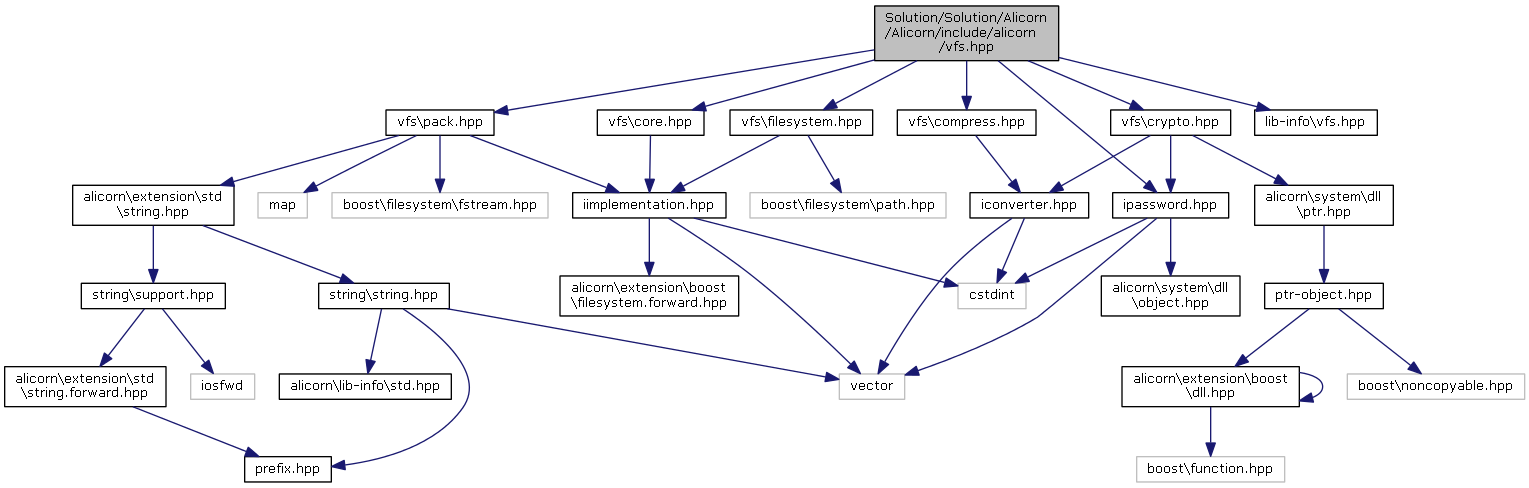 Solution/Solution/Alicorn
/Alicorn/include/alicorn
/vfs.hpp
vfs\pack.hpp
vfs\core.hpp
vfs\filesystem.hpp
vfs\compress.hpp
vfs\crypto.hpp
lib-info\vfs.hpp
alicorn\extension\std
\string.hpp
map
boost\filesystem\fstream.hpp
iimplementation.hpp
boost\filesystem\path.hpp
iconverter.hpp
ipassword.hpp
alicorn\system\dll
\ptr.hpp
string\support.hpp
string\string.hpp
alicorn\extension\boost
\filesystem.forward.hpp
cstdint
alicorn\system\dll
\object.hpp
ptr-object.hpp
alicorn\extension\std
\string.forward.hpp
iosfwd
alicorn\lib-info\std.hpp
vector
alicorn\extension\boost
\dll.hpp
boost\noncopyable.hpp
prefix.hpp
boost\function.hpp